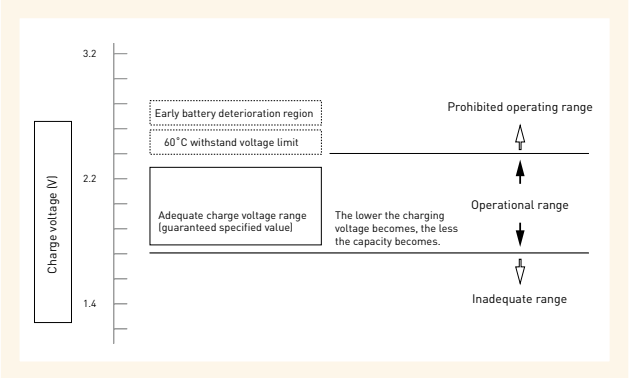 3.2
Prohibited operating range
Early battery deterioration region
60˚C withstand voltage limit
2.2
Charge voltage (V)
Operational range
Adequate charge voltage range
(guaranteed specified value)
The lower the charging
voltage becomes, the less
the capacity becomes.
1.4
Inadequate range